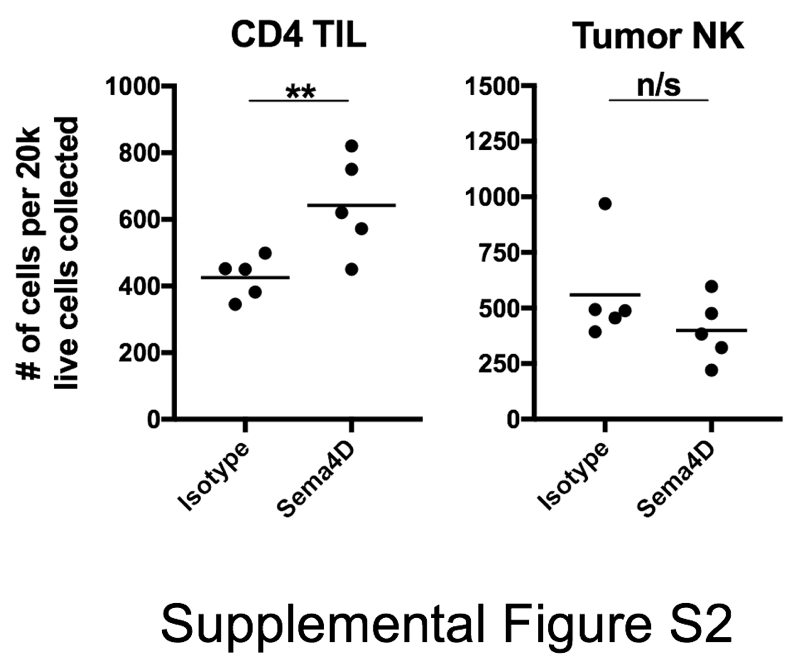 CD4 TIL
Tumor NK
# of cells per 20k
live cells collected
1000
800
600
400
200
0
**
Isotype
Sema4D
1500
1250
1000
750
500
250
0
n/s
Isotype
Sema4D
Supplemental Figure S2